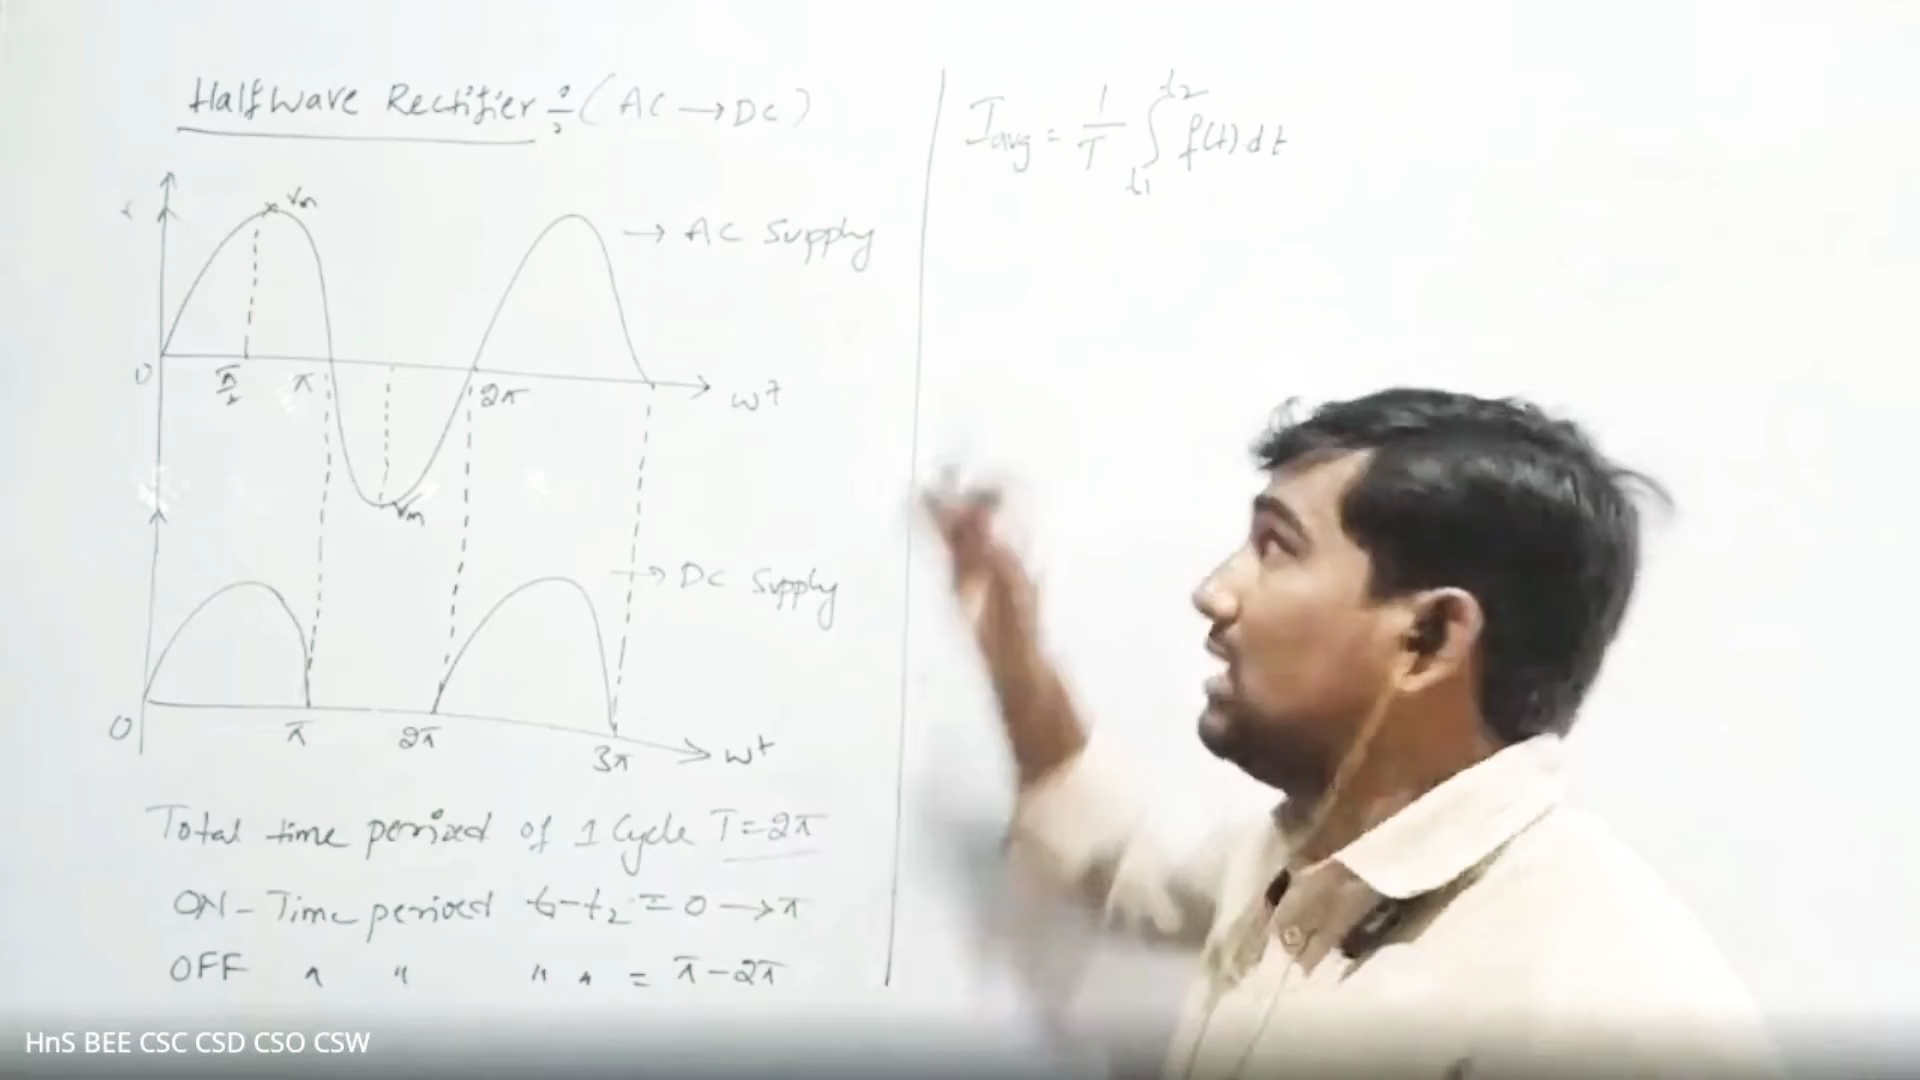 Halfwave Rectifier :- (AC → DC)
Vm
→ AC Supply
0 π/2 π 2π ωt
-Vm
→ DC Supply
0 π 2π 3π ωt
Total time period of 1 Cycle T = 2π
ON - Time period t1-t2 = 0 → π
OFF " " " " = π - 2π
Iavg = 1/T ∫t1 t2 f(t) dt
HnS BEE CSC CSD CSO CSW